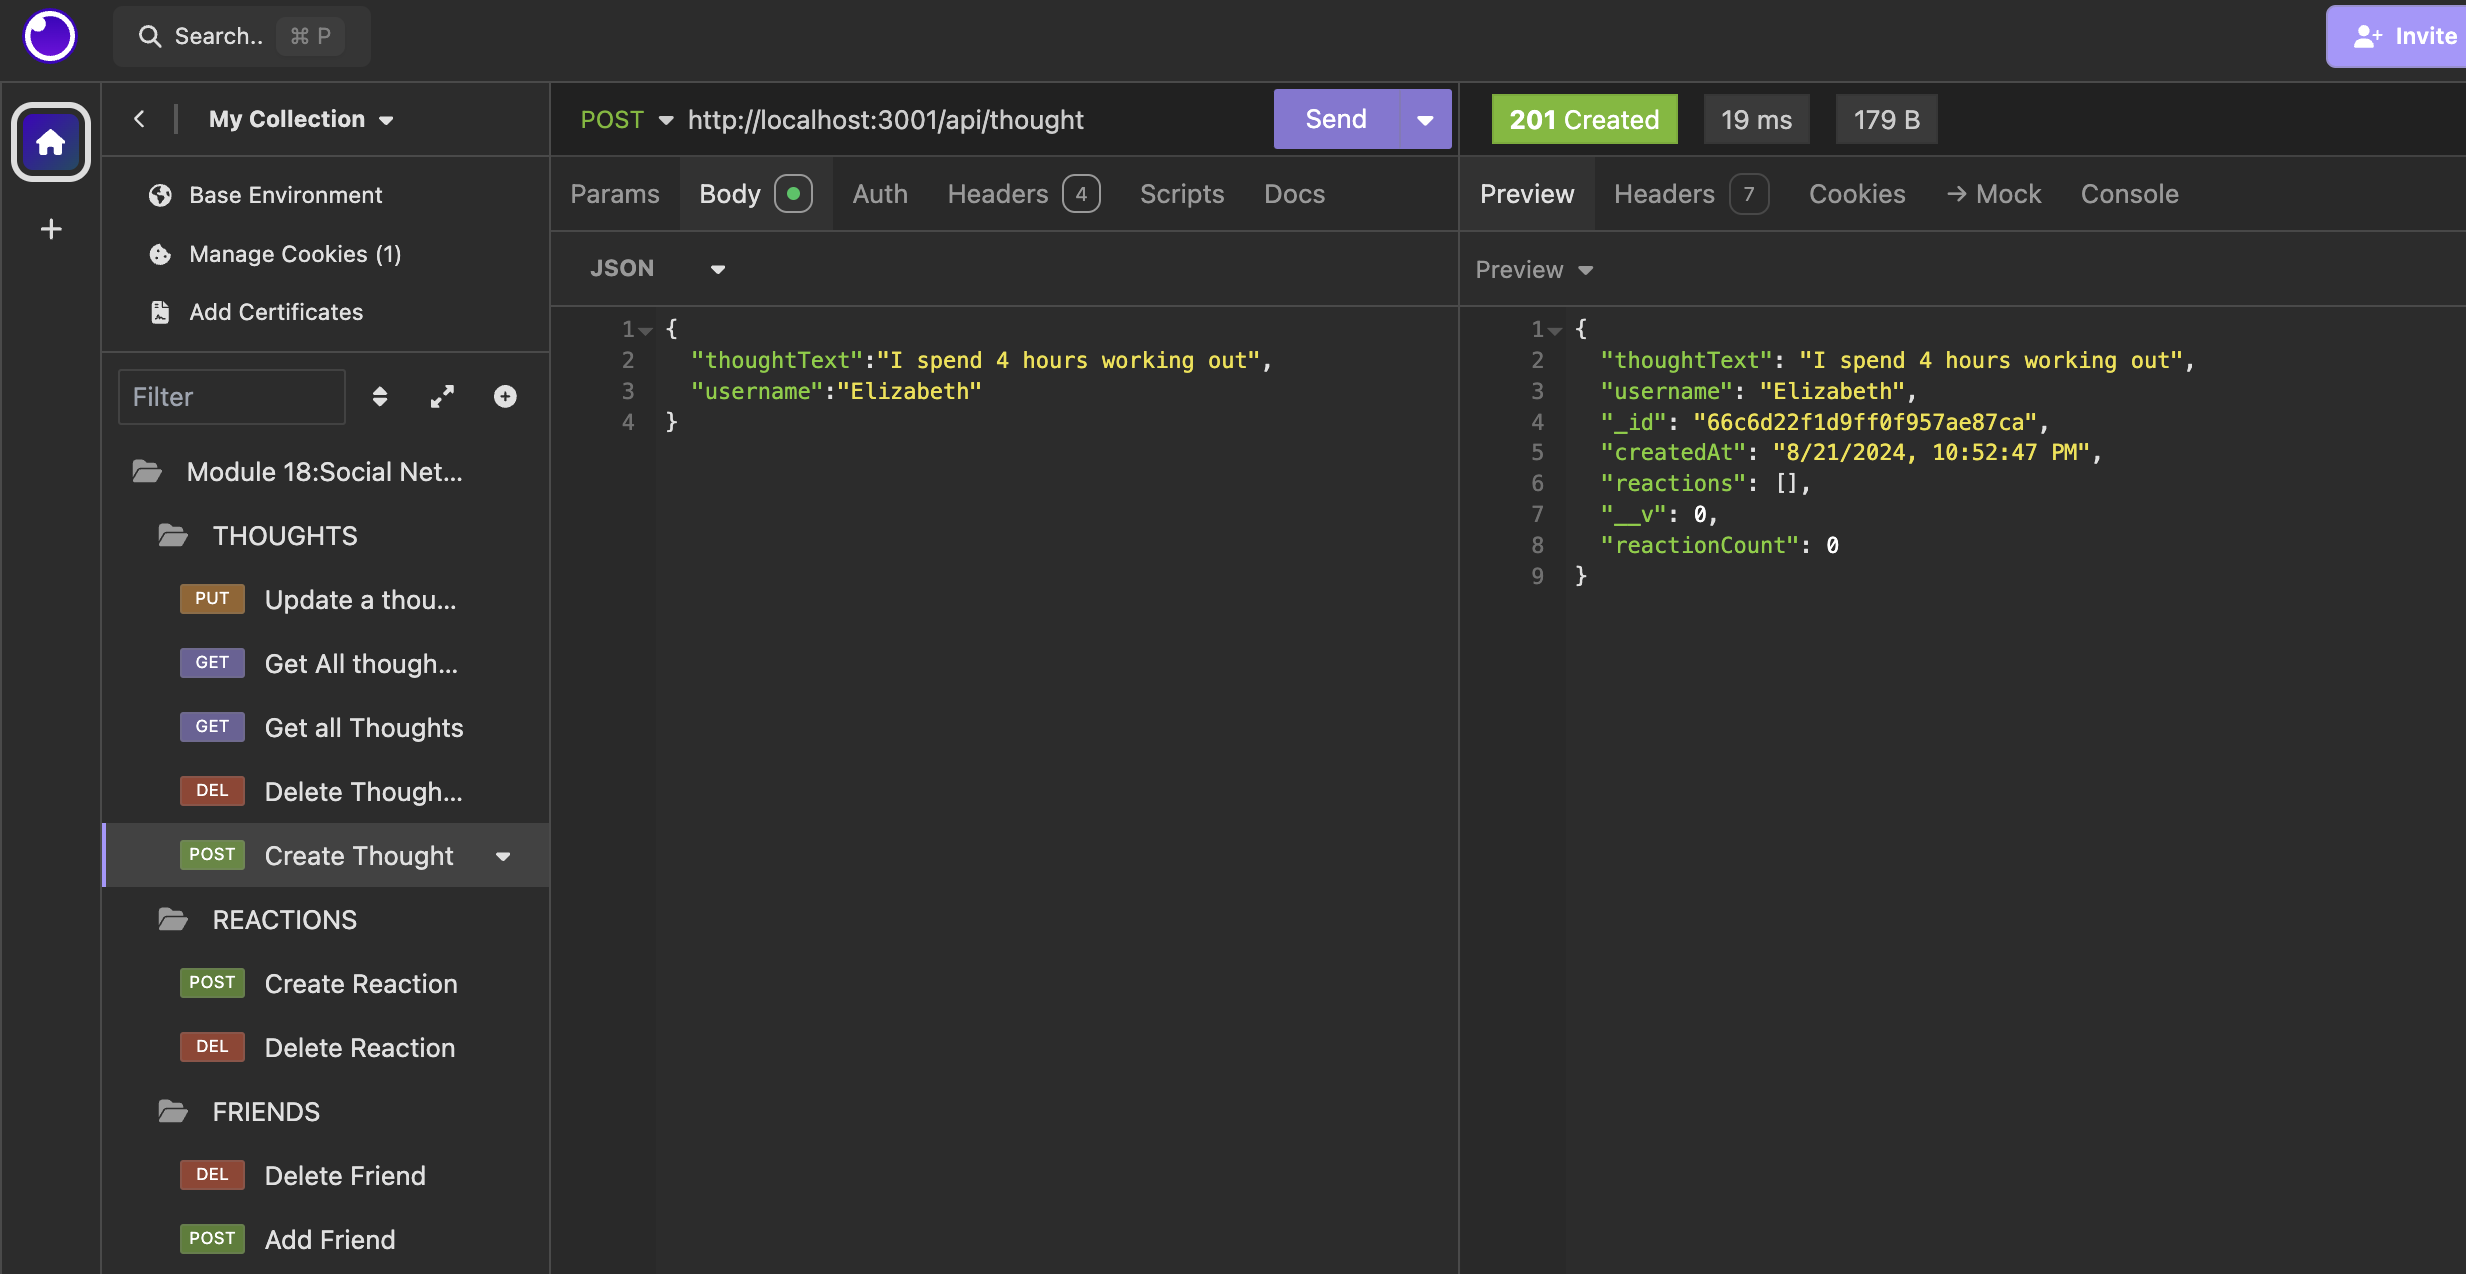 Search.. ⌘ P
Invite
My Collection
Base Environment
Manage Cookies (1)
Add Certificates
Filter
Module 18:Social Net...
THOUGHTS
PUT Update a thou...
GET Get All though...
GET Get all Thoughts
DEL Delete Though...
POST Create Thought
REACTIONS
POST Create Reaction
DEL Delete Reaction
FRIENDS
DEL Delete Friend
POST Add Friend
POST http://localhost:3001/api/thought Send
Params Body Auth Headers 4 Scripts Docs
JSON
1 {
2 "thoughtText":"I spend 4 hours working out",
3 "username":"Elizabeth"
4 }
201 Created 19 ms 179 B
Preview Headers 7 Cookies → Mock Console
Preview
1 {
2 "thoughtText": "I spend 4 hours working out",
3 "username": "Elizabeth",
4 "_id": "66c6d22f1d9ff0f957ae87ca",
5 "createdAt": "8/21/2024, 10:52:47 PM",
6 "reactions": [],
7 "__v": 0,
8 "reactionCount": 0
9 }